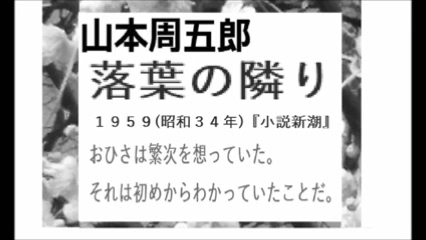 山本周五郎
落葉の隣り
1959(昭和34年)『小説新潮』
おひさは繁次を想っていた。
それは初めからわかっていたことだ。